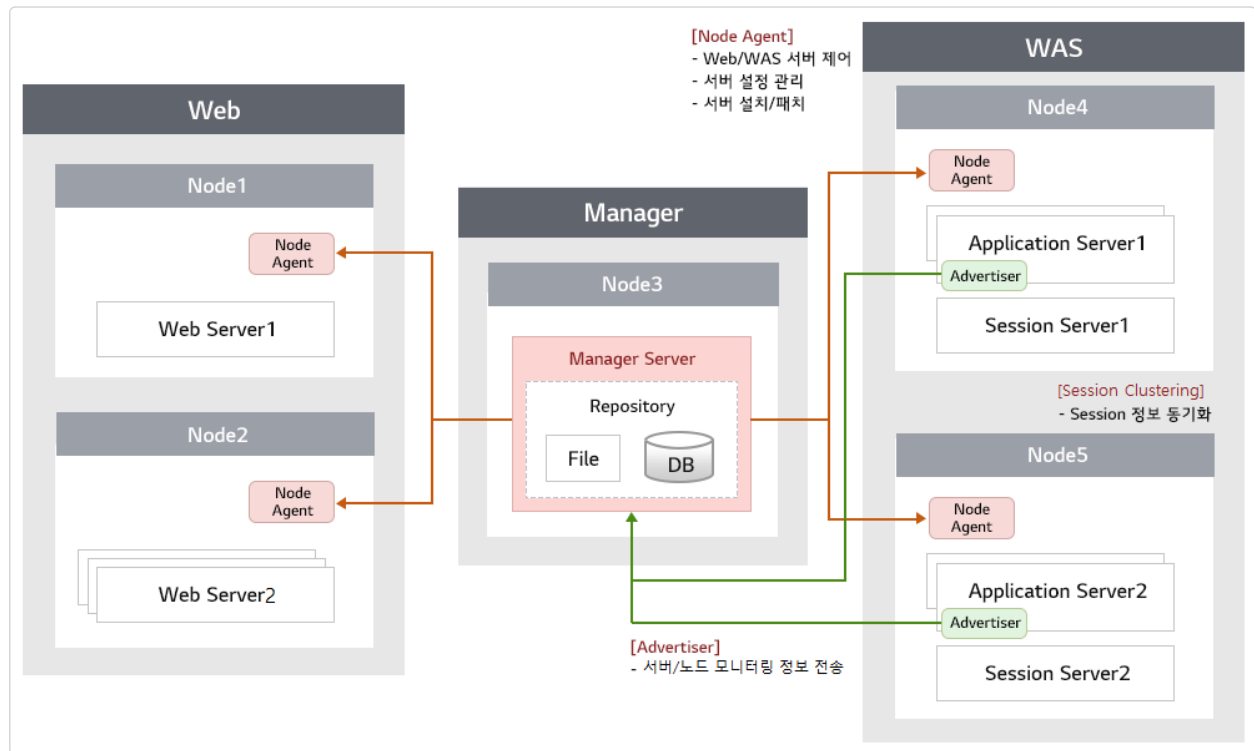 [Node Agent]
- Web/WAS 서버 제어
- 서버 설정 관리
- 서버 설치/패치
Web
Node1
Node
Agent
Web Server1
Node2
Node
Agent
Web Server2
Manager
Node3
Manager Server
Repository
File
DB
[Advertiser]
- 서버/노드 모니터링 정보 전송
WAS
Node4
Node
Agent
Application Server1
Advertiser
Session Server1
[Session Clustering]
- Session 정보 동기화
Node5
Node
Agent
Application Server2
Advertiser
Session Server2